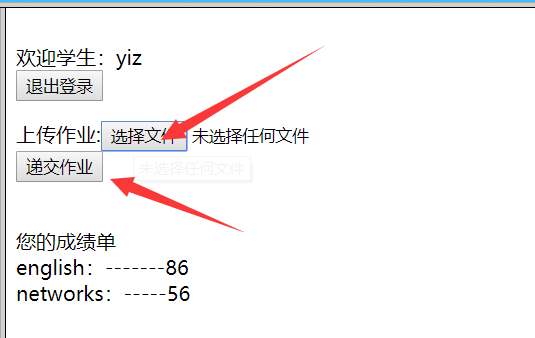 欢迎学生：yiz
退出登录
上传作业:选择文件 未选择任何文件
递交作业
未选择任何文件
您的成绩单
english：-------86
networks：-----56